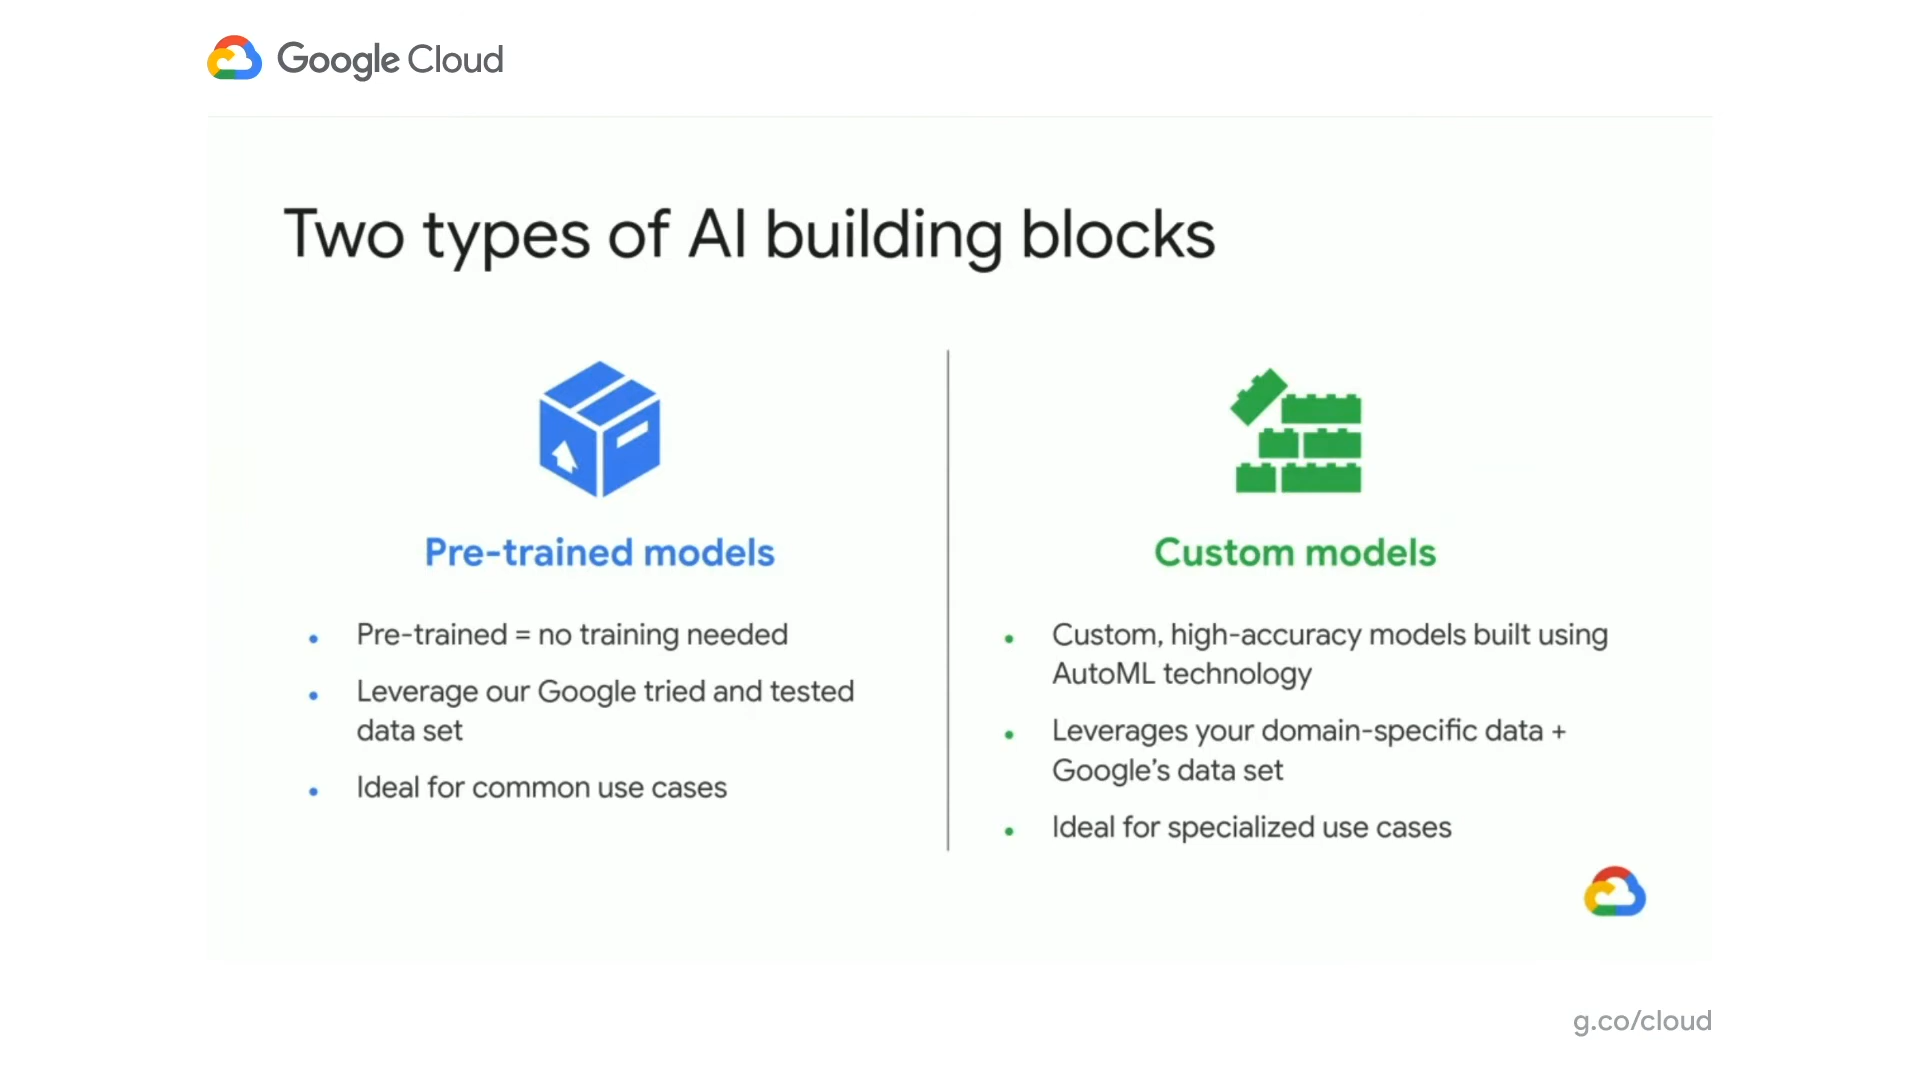 Google Cloud
Two types of AI building blocks
Pre-trained models
• Pre-trained = no training needed
• Leverage our Google tried and tested
data set
• Ideal for common use cases
Custom models
• Custom, high-accuracy models built using
AutoML technology
• Leverages your domain-specific data +
Google's data set
• Ideal for specialized use cases
g.co/cloud